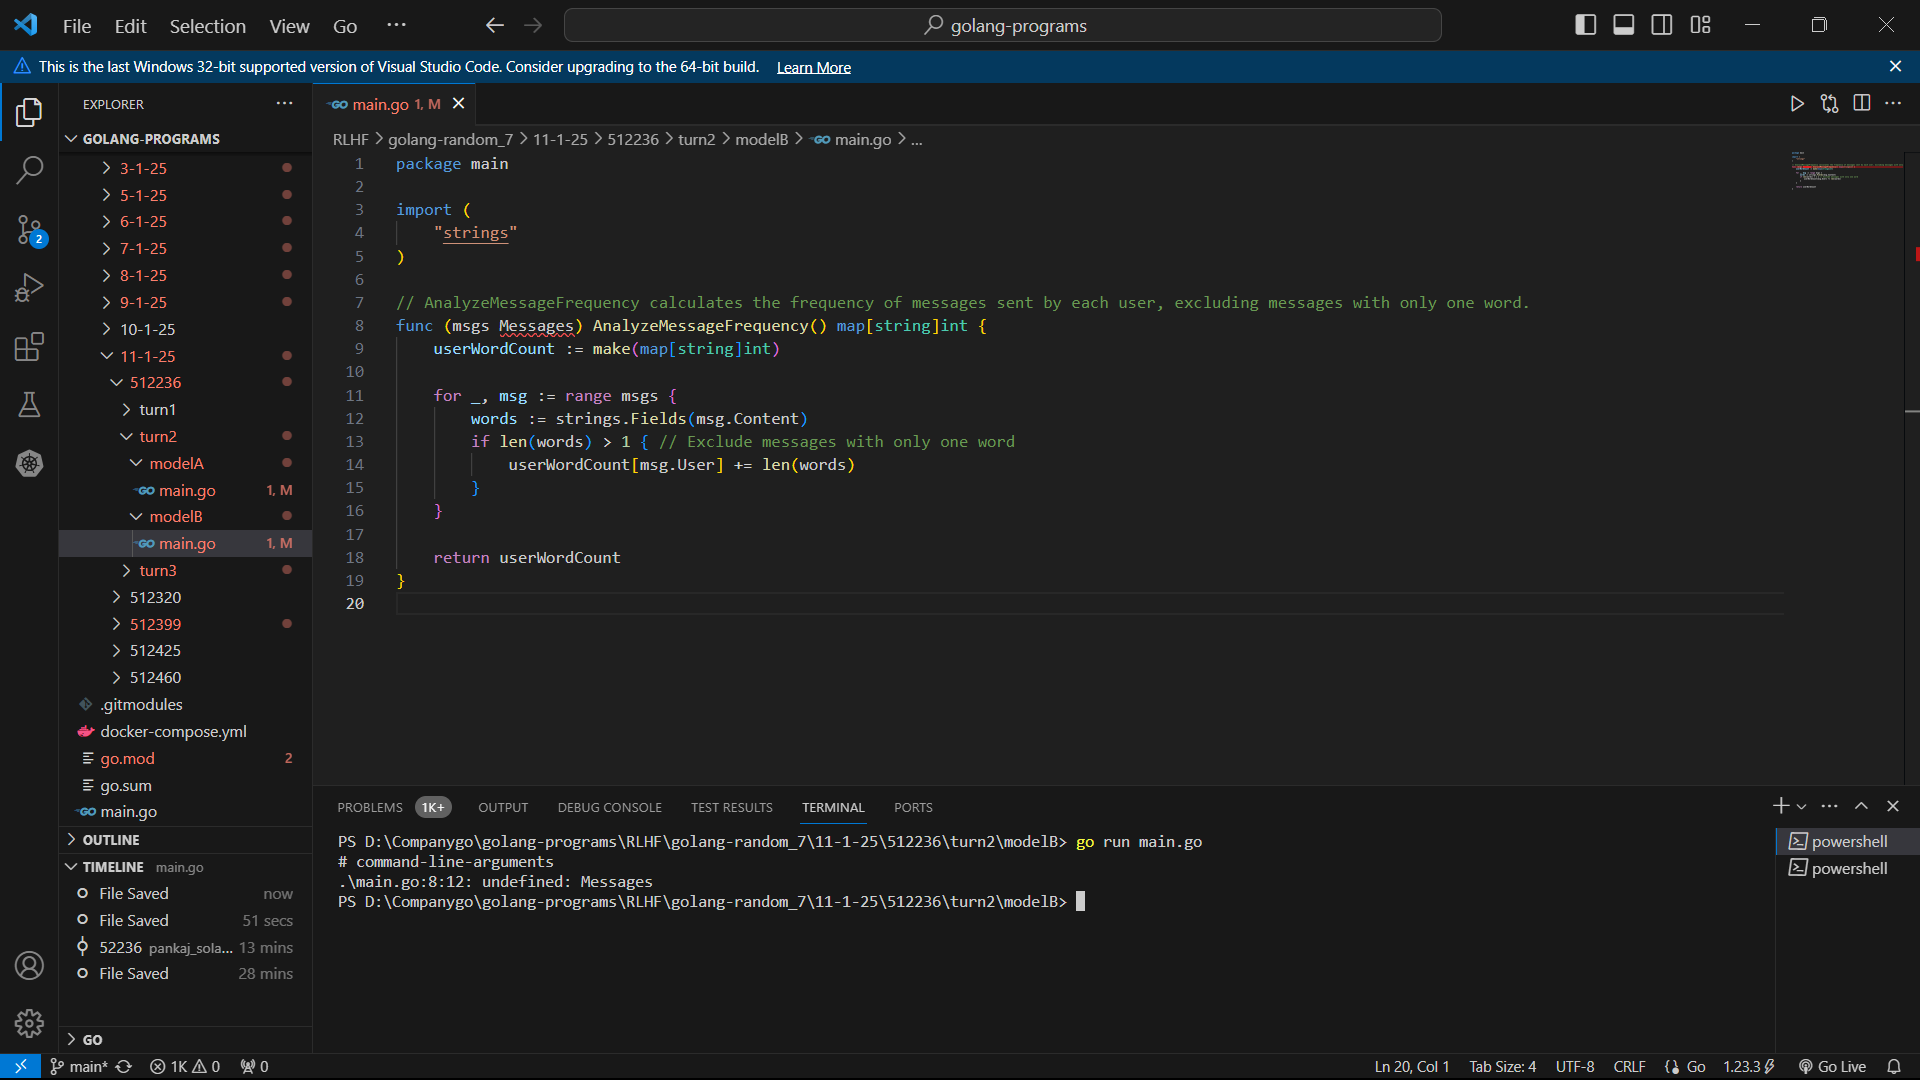 File Edit Selection View Go ···
golang-programs
This is the last Windows 32-bit supported version of Visual Studio Code. Consider upgrading to the 64-bit build. Learn More
EXPLORER
GOLANG-PROGRAMS
3-1-25
5-1-25
6-1-25
7-1-25
8-1-25
9-1-25
10-1-25
11-1-25
512236
turn1
turn2
modelA
main.go 1, M
modelB
main.go 1, M
turn3
512320
512399
512425
512460
.gitmodules
docker-compose.yml
go.mod 2
go.sum
main.go
OUTLINE
TIMELINE main.go
File Saved now
File Saved 51 secs
52236 pankaj_sola... 13 mins
File Saved 28 mins
GO
2
main.go 1, M
RLHF > golang-random_7 > 11-1-25 > 512236 > turn2 > modelB > main.go > ...
1 package main
2
3 import (
4 "strings"
5 )
6
7 // AnalyzeMessageFrequency calculates the frequency of messages sent by each user, excluding messages with only one word.
8 func (msgs Messages) AnalyzeMessageFrequency() map[string]int {
9 userWordCount := make(map[string]int)
10
11 for _, msg := range msgs {
12 words := strings.Fields(msg.Content)
13 if len(words) > 1 { // Exclude messages with only one word
14 userWordCount[msg.User] += len(words)
15 }
16 }
17
18 return userWordCount
19 }
20
PROBLEMS 1K+ OUTPUT DEBUG CONSOLE TEST RESULTS TERMINAL PORTS
PS D:\Companygo\golang-programs\RLHF\golang-random_7\11-1-25\512236\turn2\modelB> go run main.go
# command-line-arguments
.\main.go:8:12: undefined: Messages
PS D:\Companygo\golang-programs\RLHF\golang-random_7\11-1-25\512236\turn2\modelB>
powershell
powershell
main* 1K 0 0
Ln 20, Col 1 Tab Size: 4 UTF-8 CRLF Go 1.23.3 Go Live